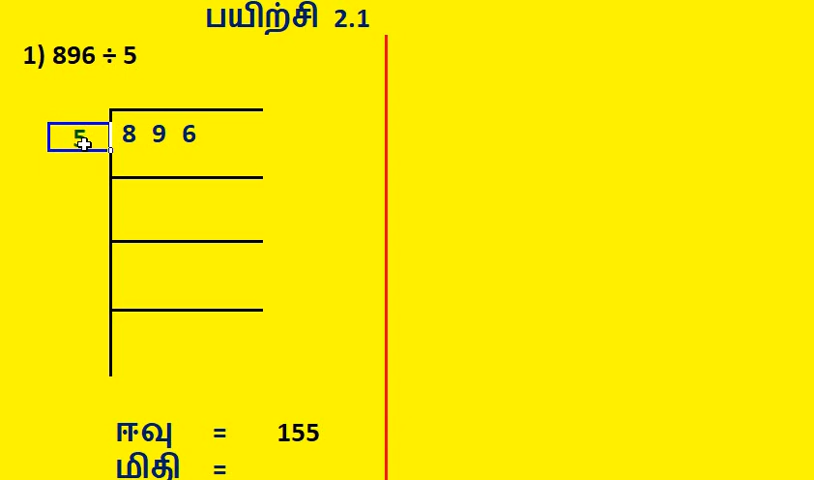 பயிற்சி 2.1
1) 896 ÷ 5
5 8 9 6
ஈவு = 155
மிதி =